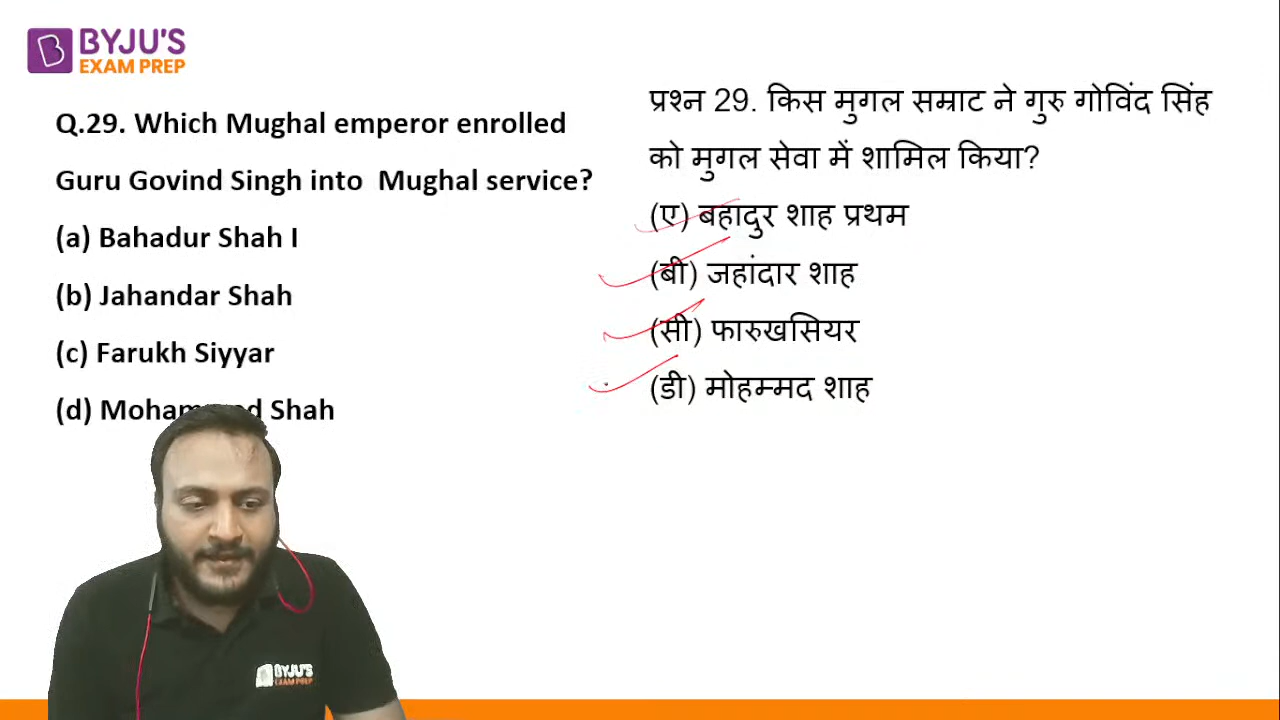 BYJU'S
EXAM PREP
Q.29. Which Mughal emperor enrolled
Guru Govind Singh into Mughal service?
(a) Bahadur Shah I
(b) Jahandar Shah
(c) Farukh Siyyar
(d) Mohammad Shah
प्रश्न 29. किस मुगल सम्राट ने गुरु गोविंद सिंह
को मुगल सेवा में शामिल किया?
(ए) बहादुर शाह प्रथम
(बी) जहांदार शाह
(सी) फारुखसियर
(डी) मोहम्मद शाह
BYJU'S
EXAM PREP